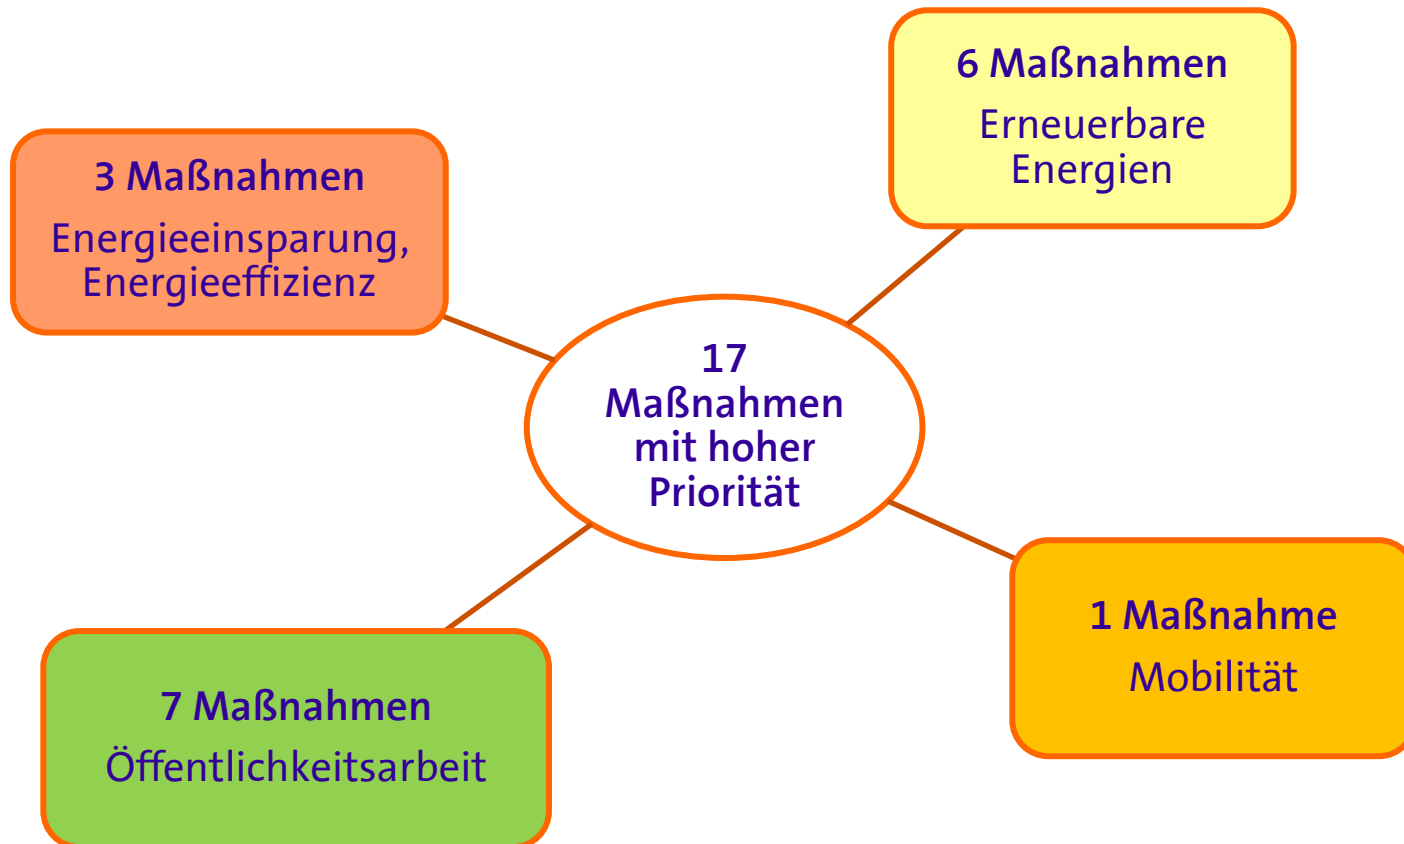 6 Maßnahmen
Erneuerbare
Energien
3 Maßnahmen
Energieeinsparung,
Energieeffizienz
17
Maßnahmen
mit hoher
Priorität
1 Maßnahme
Mobilität
7 Maßnahmen
Öffentlichkeitsarbeit